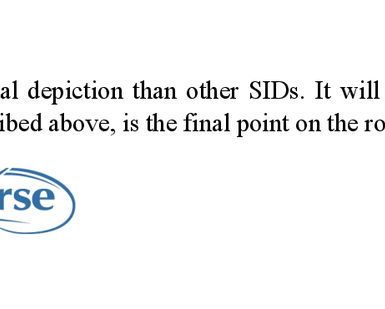 al depiction than other SIDs. It will
ibed above, is the final point on the ro
rse